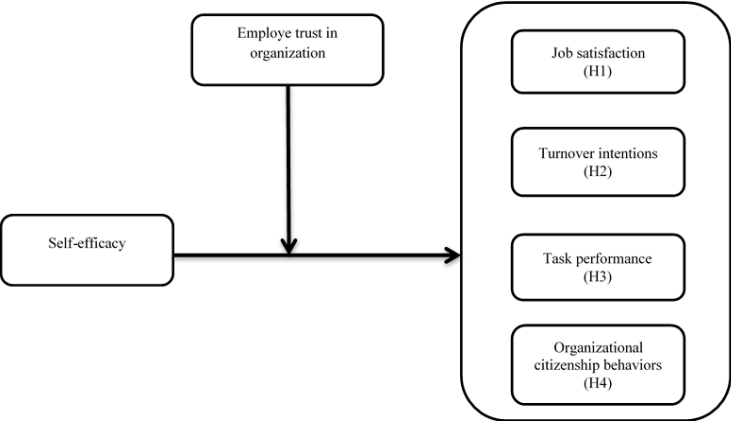 Employe trust in
organization
Job satisfaction
(H1)
Turnover intentions
(H2)
Self-efficacy
Task performance
(H3)
Organizational
citizenship behaviors
(H4)